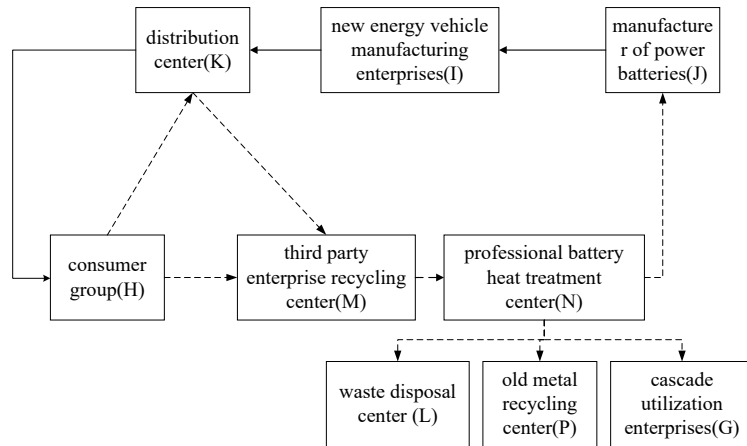 distribution
center(K)
new energy vehicle
manufacturing
enterprises(I)
manufacture
r of power
batteries(J)
consumer
group(H)
third party
enterprise recycling
center(M)
professional battery
heat treatment
center(N)
waste disposal
center (L)
old metal
recycling
center(P)
cascade
utilization
enterprises(G)